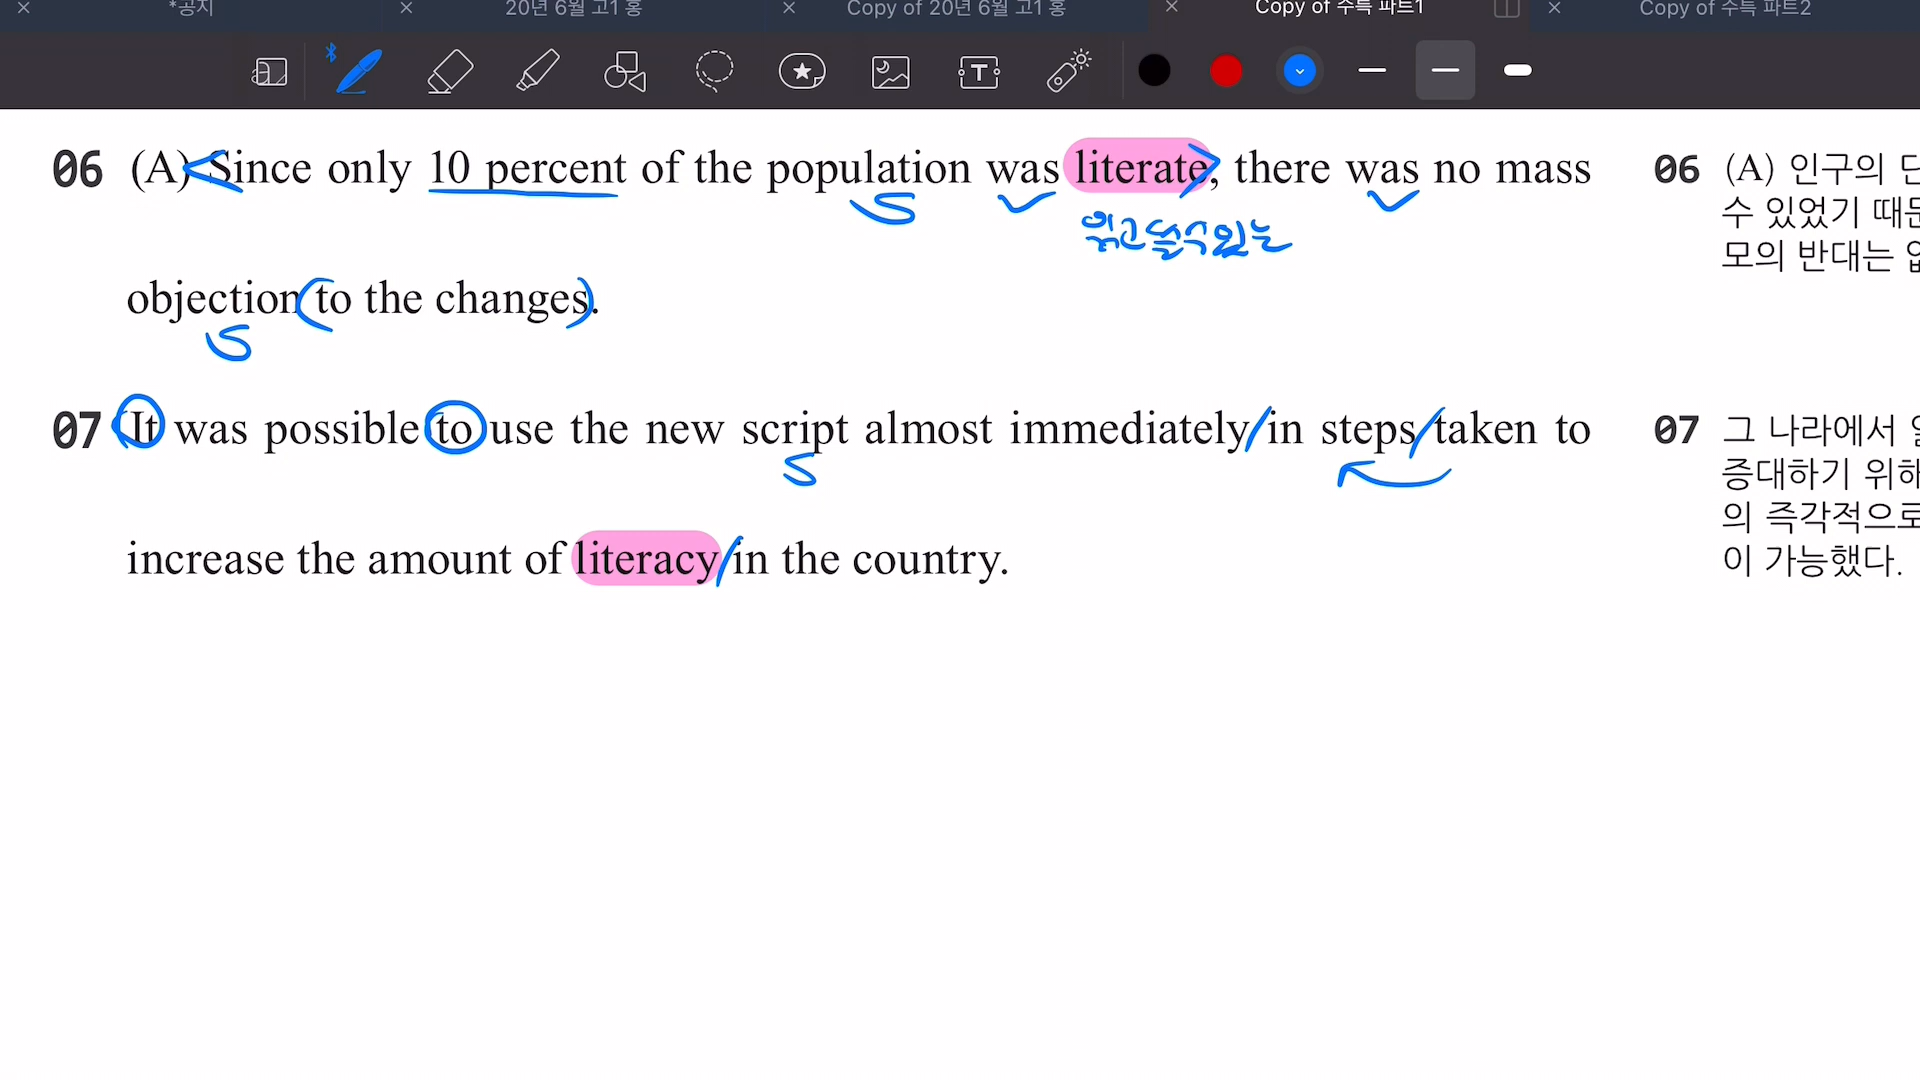 *공지
20년 6월 고1 홍
Copy of 20년 6월 고1 홍
Copy of 수특 파트1
Copy of 수특 파트2
06 (A) Since only 10 percent of the population was literate, there was no mass
읽고 쓸 수 있는
objection to the changes.
07 It was possible to use the new script almost immediately in steps taken to
increase the amount of literacy in the country.
06 (A) 인구의 단
수 있었기 때문
모의 반대는 없
07 그 나라에서
증대하기 위해
의 즉각적으로
이 가능했다.